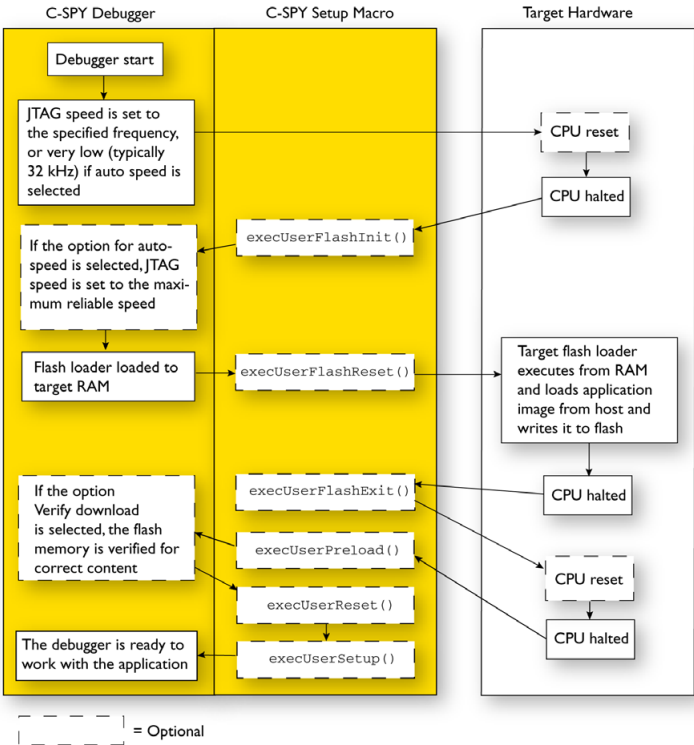 C-SPY Debugger
C-SPY Setup Macro
Target Hardware
Debugger start
JTAG speed is set to
the specified frequency,
or very low (typically
32 kHz) if auto speed is
selected
CPU reset
CPU halted
execUserFlashInit()
If the option for auto-
speed is selected, JTAG
speed is set to the maxi-
mum reliable speed
Flash loader loaded to
target RAM
execUserFlashReset()
Target flash loader
executes from RAM
and loads application
image from host and
writes it to flash
CPU halted
execUserFlashExit()
If the option
Verify download
is selected, the flash
memory is verified for
correct content
execUserPreload()
CPU reset
execUserReset()
CPU halted
The debugger is ready to
work with the application
execUserSetup()
= Optional